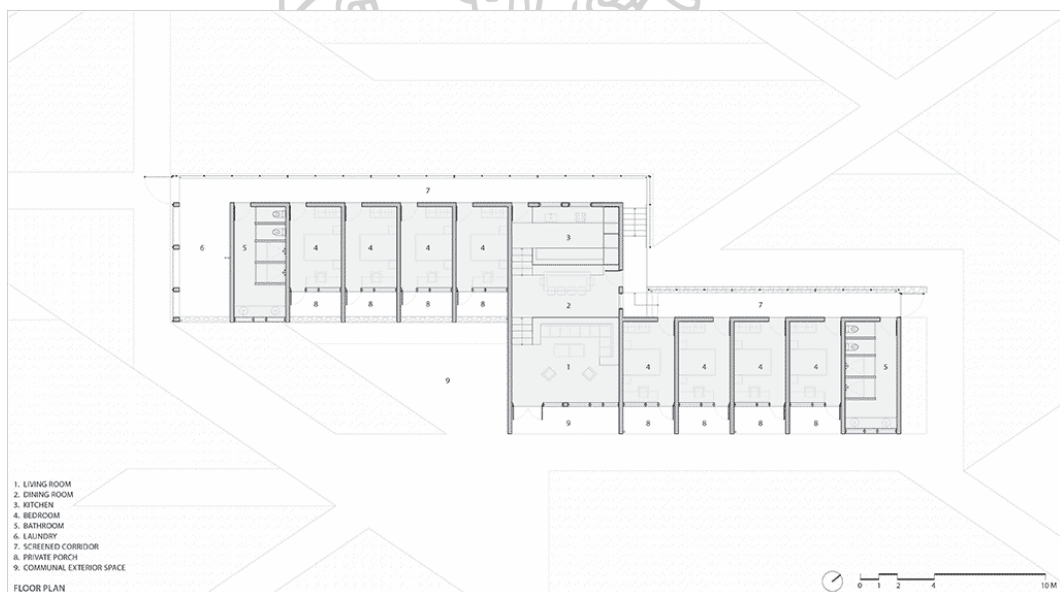 7
6
5
4
4
4
4
3
8
8
8
8
2
7
1
4
4
4
4
5
9
9
8
8
8
8
1. LIVING ROOM
2. DINING ROOM
3. KITCHEN
4. BEDROOM
5. BATHROOM
6. LAUNDRY
7. SCREENED CORRIDOR
8. PRIVATE PORCH
9. COMMUNAL EXTERIOR SPACE
FLOOR PLAN
0 1 2 4 10 M